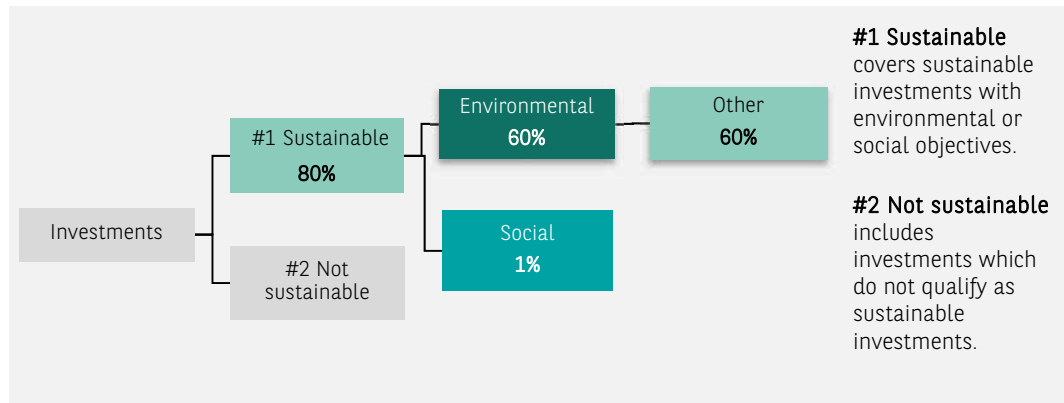 Investments
#1 Sustainable
80%
#2 Not
sustainable
Environmental
60%
Social
1%
Other
60%
#1 Sustainable
covers sustainable
investments with
environmental or
social objectives.
#2 Not sustainable
includes
investments which
do not qualify as
sustainable
investments.